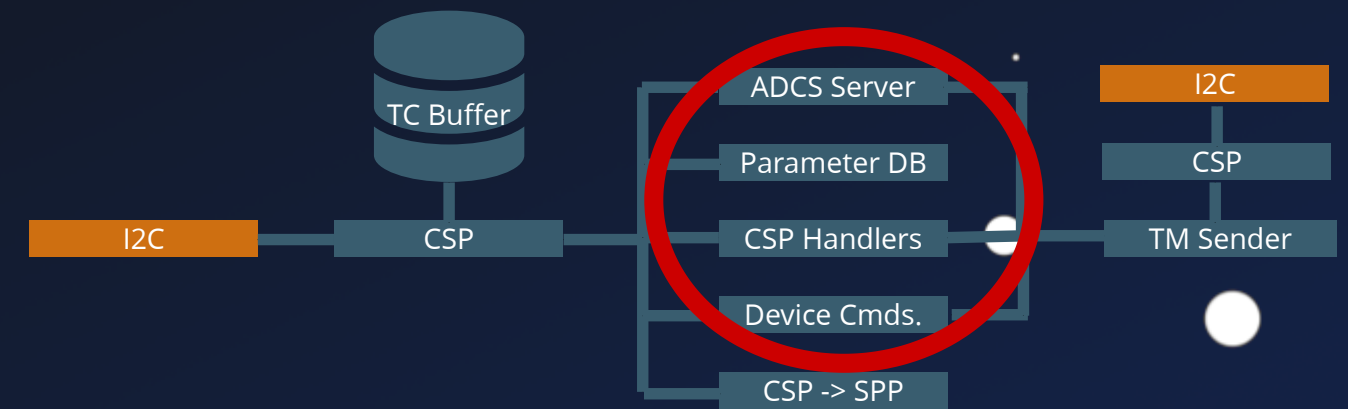 TC Buffer
I2C
CSP
ADCS Server
Parameter DB
CSP Handlers
Device Cmds.
CSP -> SPP
I2C
CSP
TM Sender